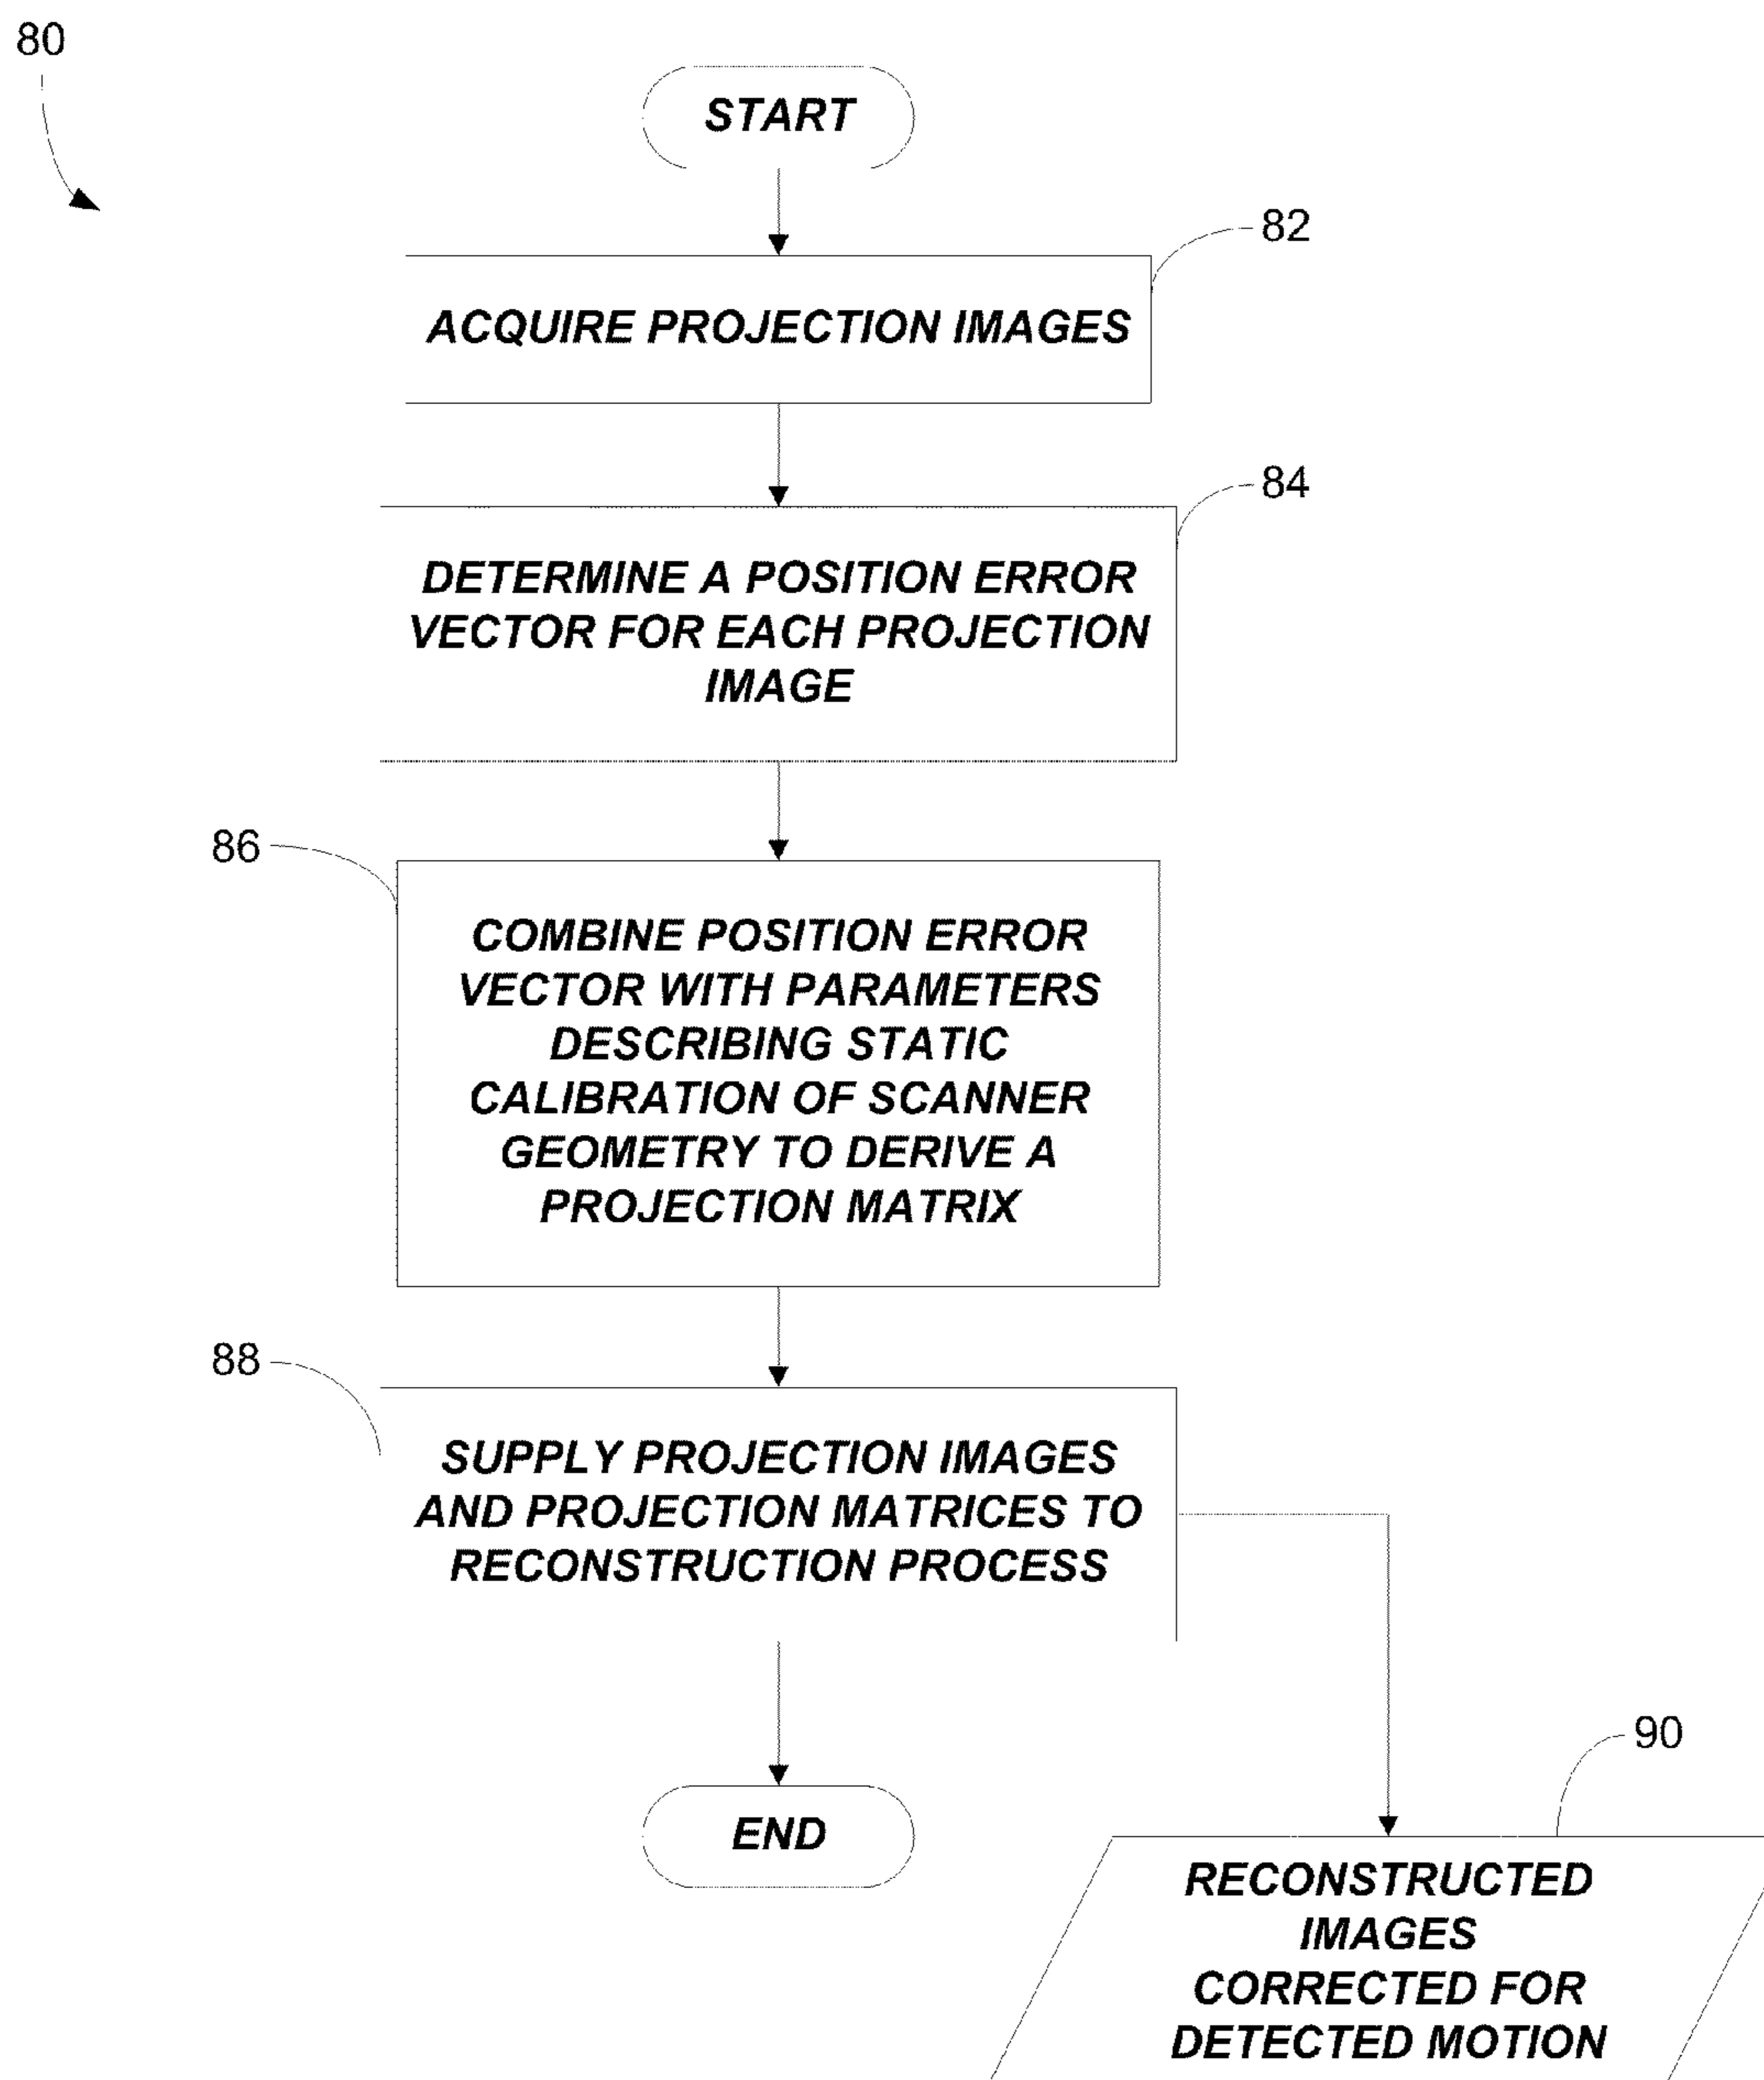 80
START
82
ACQUIRE PROJECTION IMAGES
84
DETERMINE A POSITION ERROR
VECTOR FOR EACH PROJECTION
IMAGE
86
COMBINE POSITION ERROR
VECTOR WITH PARAMETERS
DESCRIBING STATIC
CALIBRATION OF SCANNER
GEOMETRY TO DERIVE A
PROJECTION MATRIX
88
SUPPLY PROJECTION IMAGES
AND PROJECTION MATRICES TO
RECONSTRUCTION PROCESS
90
END
RECONSTRUCTED
IMAGES
CORRECTED FOR
DETECTED MOTION